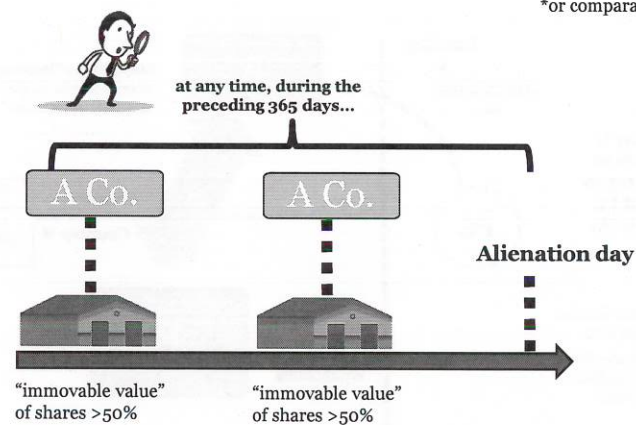 *or compara
at any time, during the
preceding 365 days...
A Co.
A Co.
Alienation day
“immovable value”
of shares >50%
“immovable value”
of shares >50%